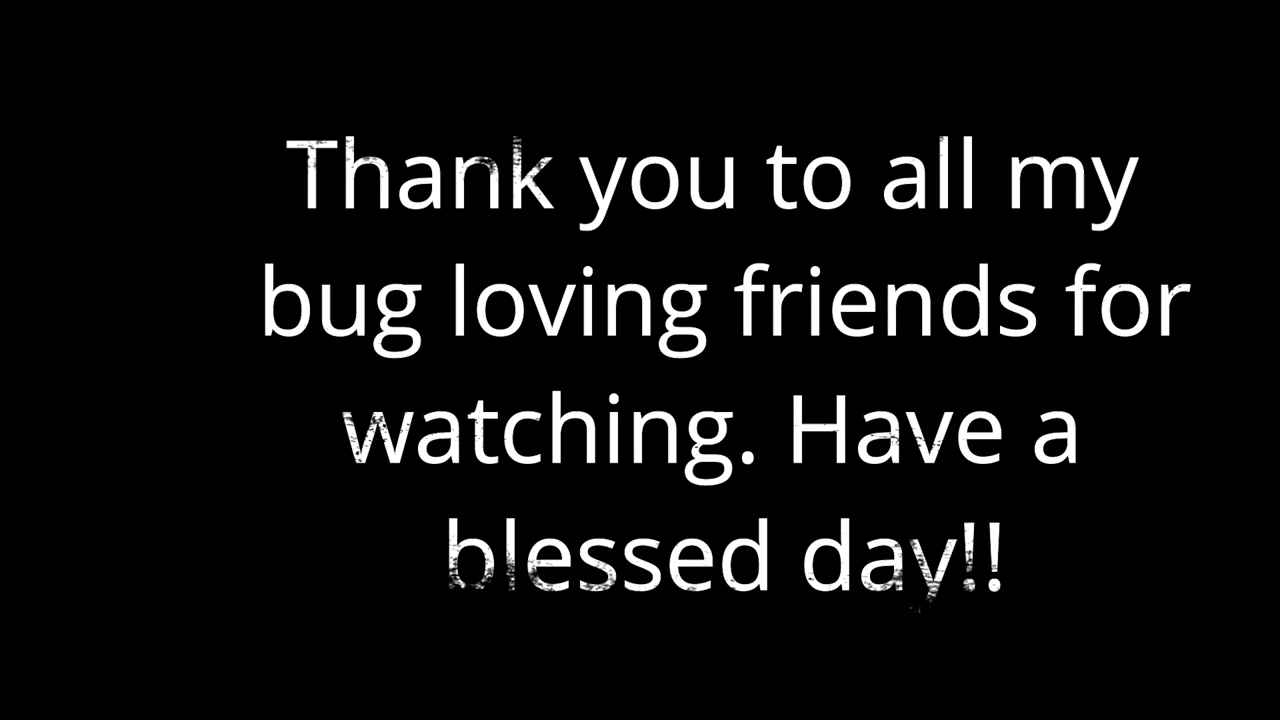 Thank you to all my
bug loving friends for
watching. Have a
blessed day!!